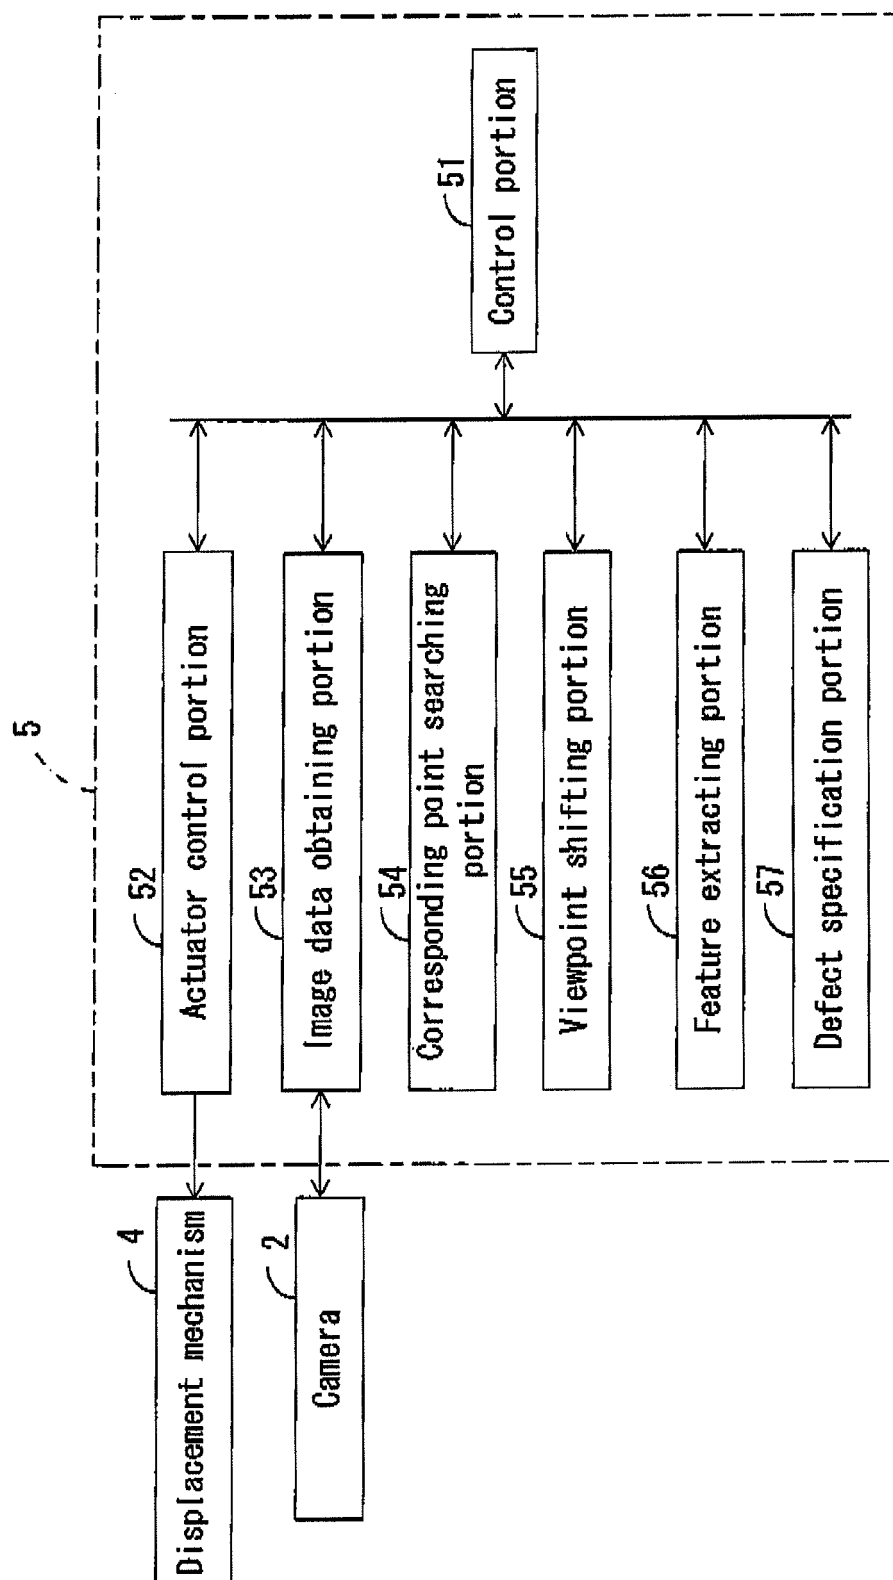 5
4
Displacement mechanism
2
Camera
52
Actuator control portion
53
Image data obtaining portion
54
Corresponding point searching
portion
55
Viewpoint shifting portion
56
Feature extracting portion
57
Defect specification portion
51
Control portion